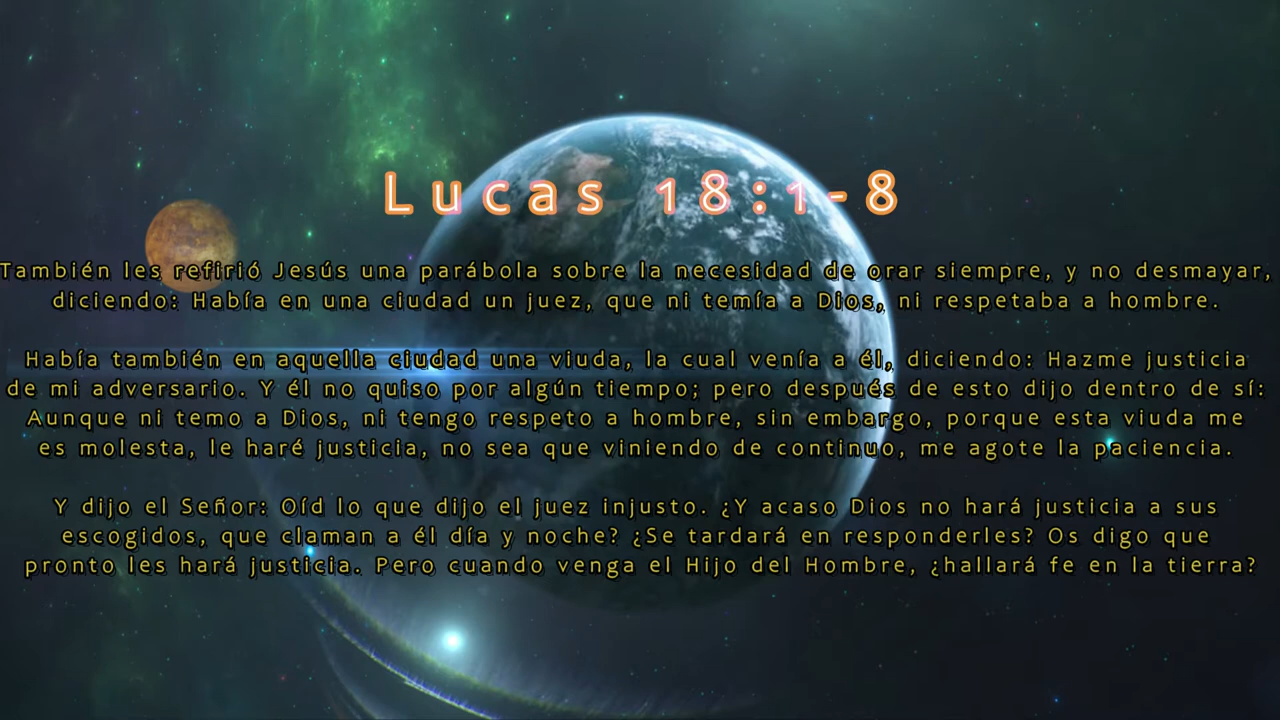 Lucas 18:1-8
También les refirió Jesús una parábola sobre la necesidad de orar siempre, y no desmayar,
diciendo: Había en una ciudad un juez, que ni temía a Dios, ni respetaba a hombre.
Había también en aquella ciudad una viuda, la cual venía a él, diciendo: Hazme justicia
de mi adversario. Y él no quiso por algún tiempo; pero después de esto dijo dentro de sí:
Aunque ni temo a Dios, ni tengo respeto a hombre, sin embargo, porque esta viuda me
es molesta, le haré justicia, no sea que viniendo de continuo, me agote la paciencia.
Y dijo el Señor: Oíd lo que dijo el juez injusto. ¿Y acaso Dios no hará justicia a sus
escogidos, que claman a él día y noche? ¿Se tardará en responderles? Os digo que
pronto les hará justicia. Pero cuando venga el Hijo del Hombre, ¿hallará fe en la tierra?